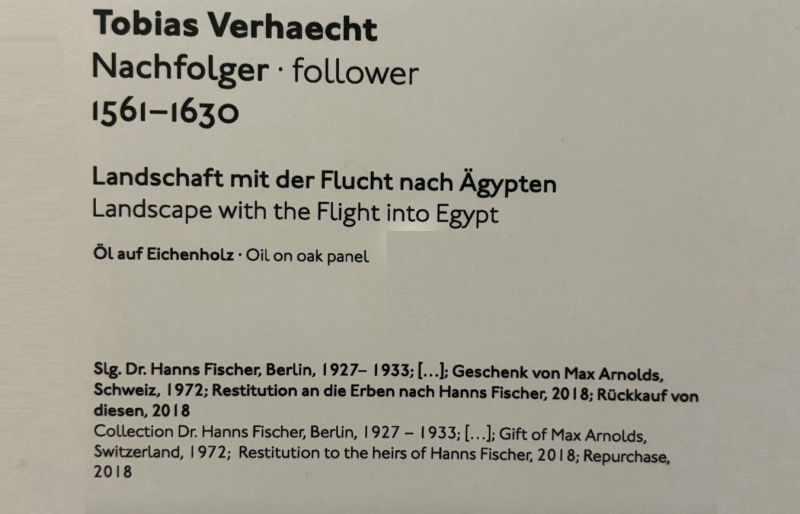 Tobias Verhaecht
Nachfolger · follower
1561–1630
Landschaft mit der Flucht nach Ägypten
Landscape with the Flight into Egypt
Öl auf Eichenholz · Oil on oak panel
Slg. Dr. Hanns Fischer, Berlin, 1927– 1933; [...]; Geschenk von Max Arnolds,
Schweiz, 1972; Restitution an die Erben nach Hanns Fischer, 2018; Rückkauf von
diesen, 2018
Collection Dr. Hanns Fischer, Berlin, 1927 – 1933; [...]; Gift of Max Arnolds,
Switzerland, 1972; Restitution to the heirs of Hanns Fischer, 2018; Repurchase,
2018